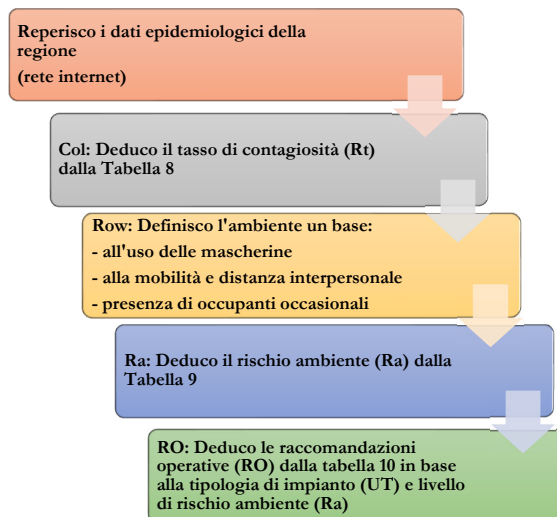 Reperisco i dati epidemiologici della
regione
(rete internet)
Col: Deduco il tasso di contagiosità (Rt)
dalla Tabella 8
Row: Definisco l'ambiente un base:
- all'uso delle mascherine
- alla mobilità e distanza interpersonale
- presenza di occupanti occasionali
Ra: Deduco il rischio ambiente (Ra) dalla
Tabella 9
RO: Deduco le raccomandazioni
operative (RO) dalla tabella 10 in base
alla tipologia di impianto (UT) e livello
di rischio ambiente (Ra)